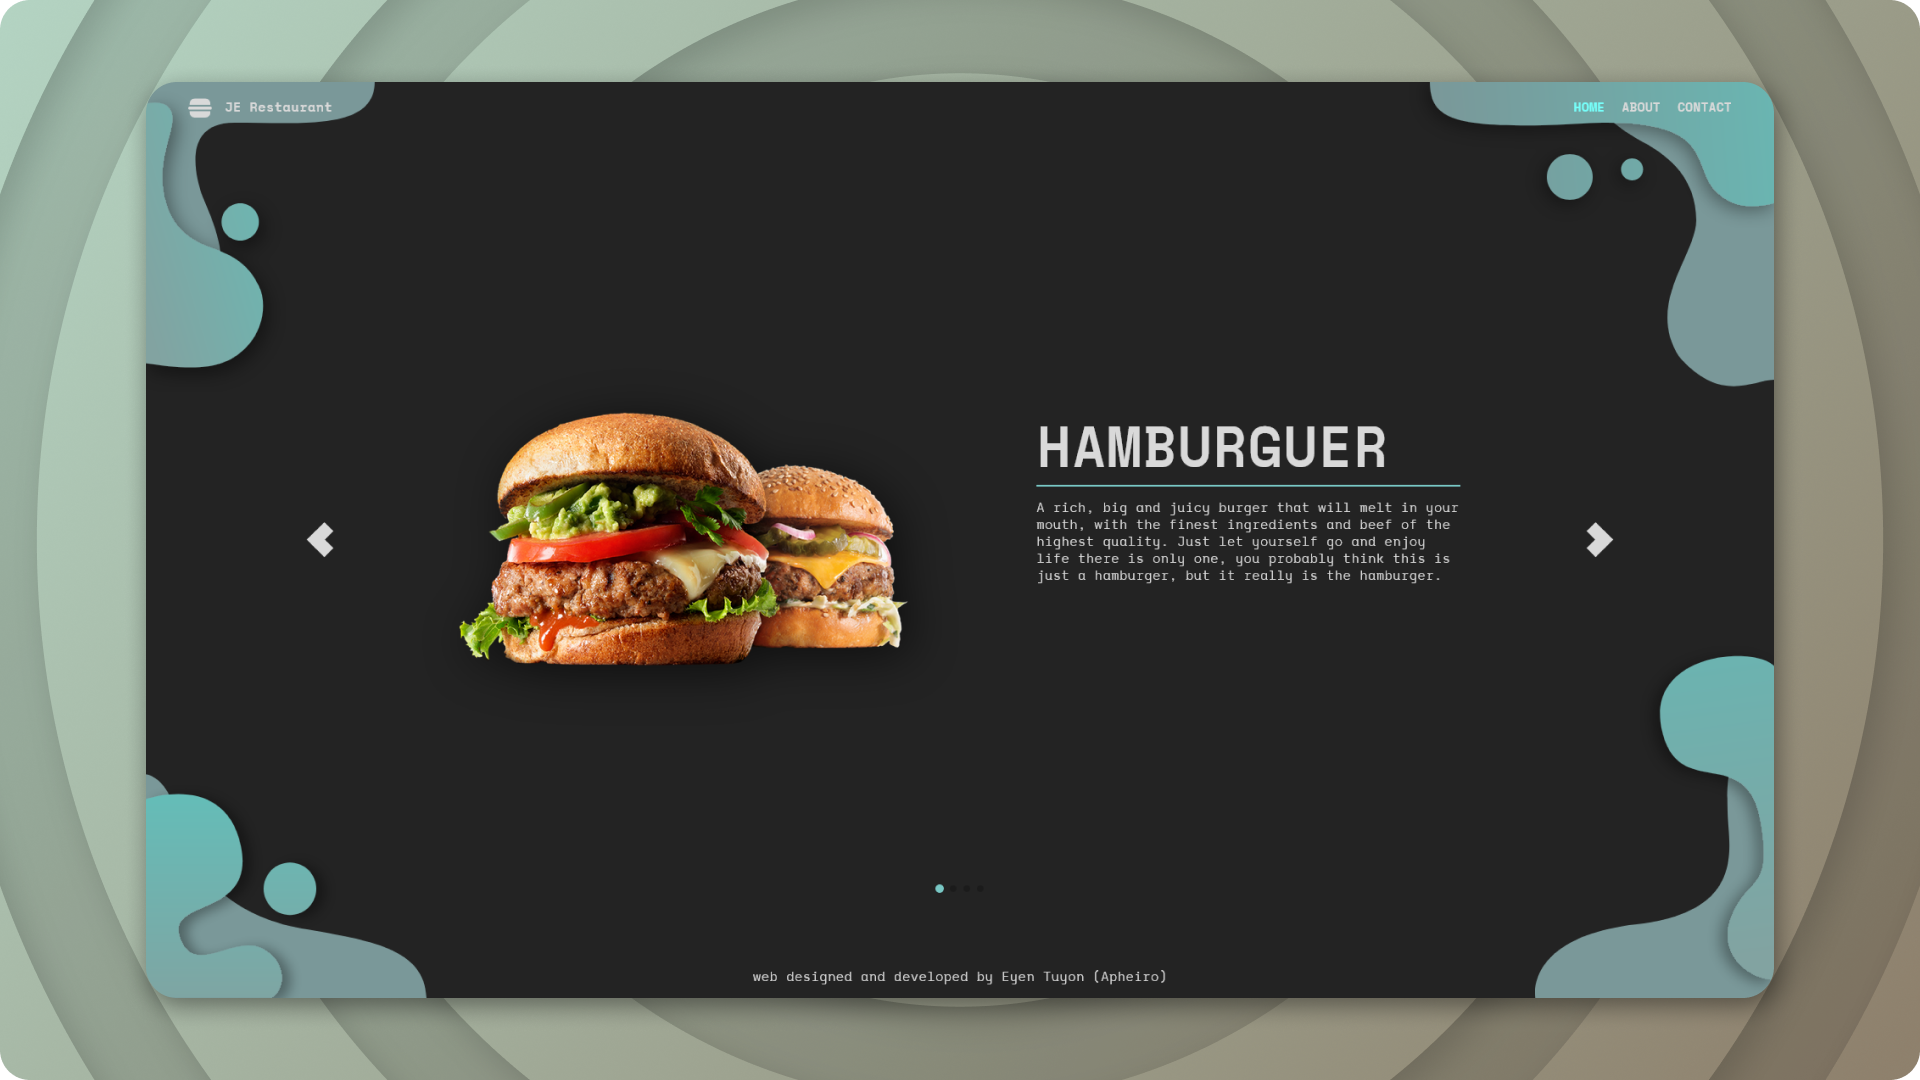 JE Restaurant
HOME ABOUT CONTACT
HAMBURGUER
A rich, big and juicy burger that will melt in your
mouth, with the finest ingredients and beef of the
highest quality. Just let yourself go and enjoy
life there is only one, you probably think this is
just a hamburger, but it really is the hamburger.
web designed and developed by Eyen Tuyon (Apheiro)